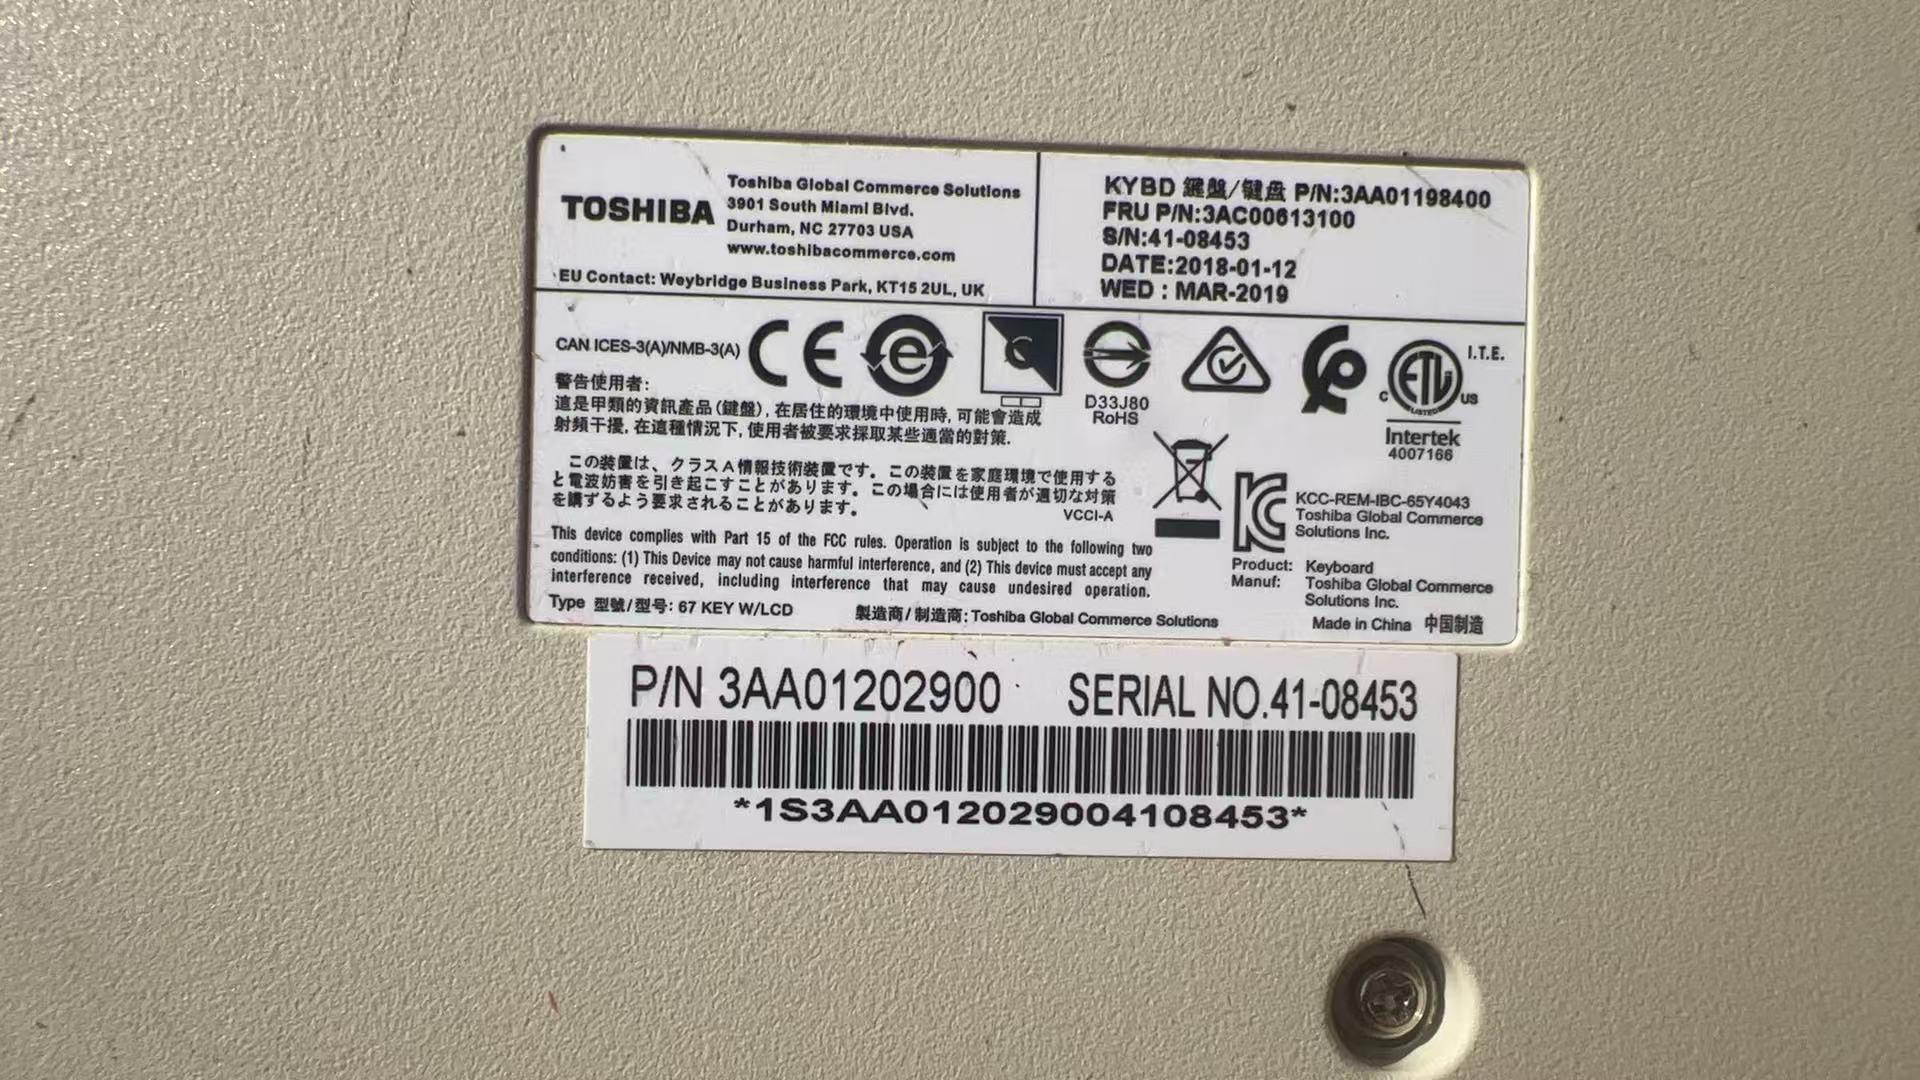 TOSHIBA
Toshiba Global Commerce Solutions
3901 South Miami Blvd.
Durham, NC 27703 USA
www.toshibacommerce.com
EU Contact: Weybridge Business Park, KT15 2UL, UK
KYBD 鍵盤/键盘 P/N:3AA01198400
FRU P/N:3AC00613100
S/N:41-08453
DATE:2018-01-12
WED : MAR-2019
CAN ICES-3(A)/NMB-3(A)
CE
e
C
D33J80
RoHS
C ETL US
LISTED
I.T.E.
Intertek
4007166
警告使用者:
這是甲類的資訊產品(鍵盤), 在居住的環境中使用時, 可能會造成
射頻干擾, 在這種情況下, 使用者被要求採取某些適當的對策.
この装置は、クラスA情報技術装置です。この装置を家庭環境で使用する
と電波妨害を引き起こすことがあります。この場合には使用者が適切な対策
を講ずるよう要求されることがあります。
VCCI-A
This device complies with Part 15 of the FCC rules. Operation is subject to the following two
conditions: (1) This Device may not cause harmful interference, and (2) This device must accept any
interference received, including interference that may cause undesired operation.
Type 型號/型号: 67 KEY W/LCD
製造商/制造商: Toshiba Global Commerce Solutions
KCC-REM-IBC-65Y4043
Toshiba Global Commerce
Solutions Inc.
Product: Keyboard
Manuf: Toshiba Global Commerce
Solutions Inc.
Made in China 中国制造
P/N 3AA01202900 SERIAL NO.41-08453
*1S3AA012029004108453*